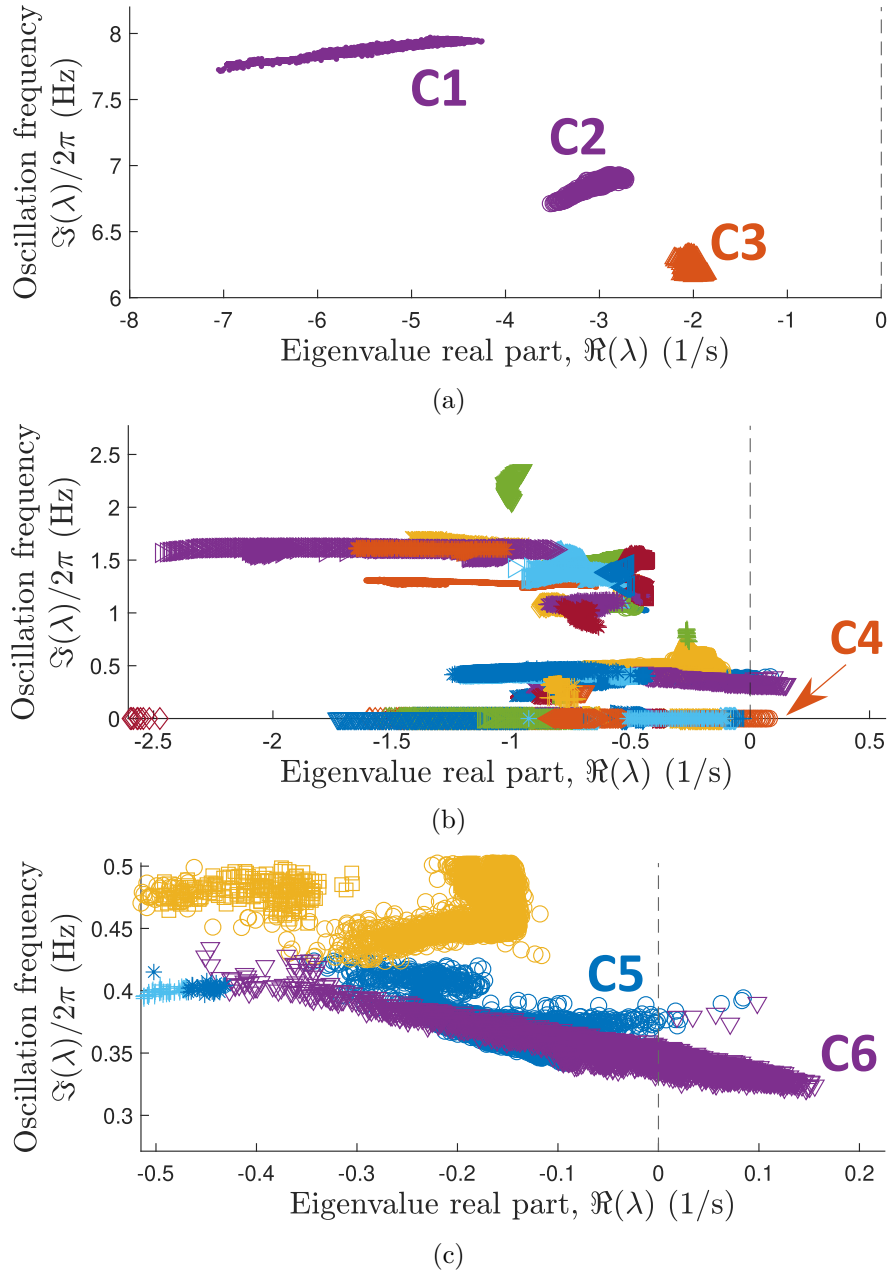 8
7.5
7
6.5
6
Oscillation frequency
ℑ(λ)/2π (Hz)
C1
C2
C3
-8 -7 -6 -5 -4 -3 -2 -1 0
Eigenvalue real part, ℜ(λ) (1/s)
(a)
2.5
2
1.5
1
0.5
0
Oscillation frequency
ℑ(λ)/2π (Hz)
C4
-2.5 -2 -1.5 -1 -0.5 0 0.5
Eigenvalue real part, ℜ(λ) (1/s)
(b)
0.5
0.45
0.4
0.35
0.3
Oscillation frequency
ℑ(λ)/2π (Hz)
C5
C6
-0.5 -0.4 -0.3 -0.2 -0.1 0 0.1 0.2
Eigenvalue real part, ℜ(λ) (1/s)
(c)